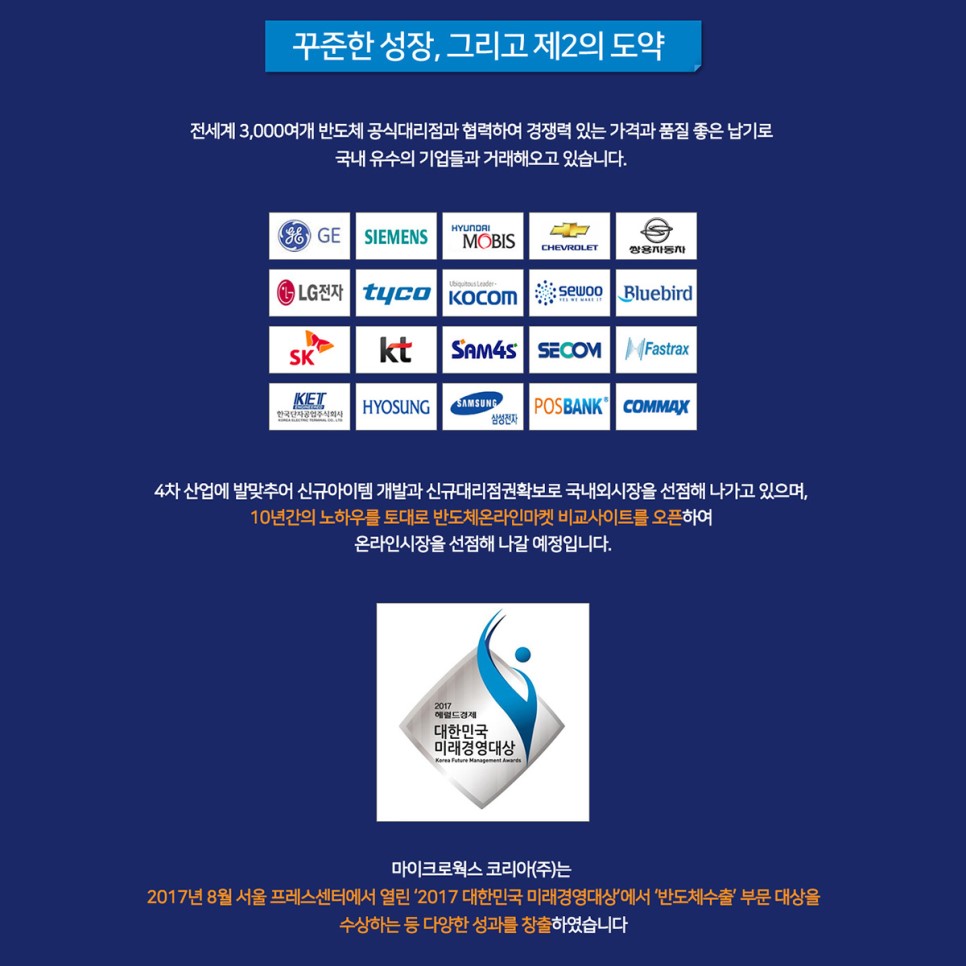 꾸준한 성장, 그리고 제2의 도약
전세계 3,000여개 반도체 공식대리점과 협력하여 경쟁력 있는 가격과 품질 좋은 납기로
국내 유수의 기업들과 거래해오고 있습니다.
GE GE
SIEMENS
HYUNDAI
MOBIS
CHEVROLET
쌍용자동차
LG전자
tyco
Ubiquitous Leader
KOCOM
sewoo
YES WE MAKE IT
Bluebird
SK
kt
SAM4S
SECOM
Fastrax
KET
한국단자공업주식회사
KOREA ELECTRIC TERMINAL CO., LTD
HYOSUNG
SAMSUNG
삼성전자
POSBANK®
COMMAX
4차 산업에 발맞추어 신규아이템 개발과 신규대리점권확보로 국내외시장을 선점해 나가고 있으며,
10년간의 노하우를 토대로 반도체온라인마켓 비교사이트를 오픈하여
온라인시장을 선점해 나갈 예정입니다.
2017
헤럴드경제
대한민국
미래경영대상
Korea Future Management Awards
마이크로웍스 코리아(주)는
2017년 8월 서울 프레스센터에서 열린 '2017 대한민국 미래경영대상'에서 '반도체수출' 부문 대상을
수상하는 등 다양한 성과를 창출하였습니다